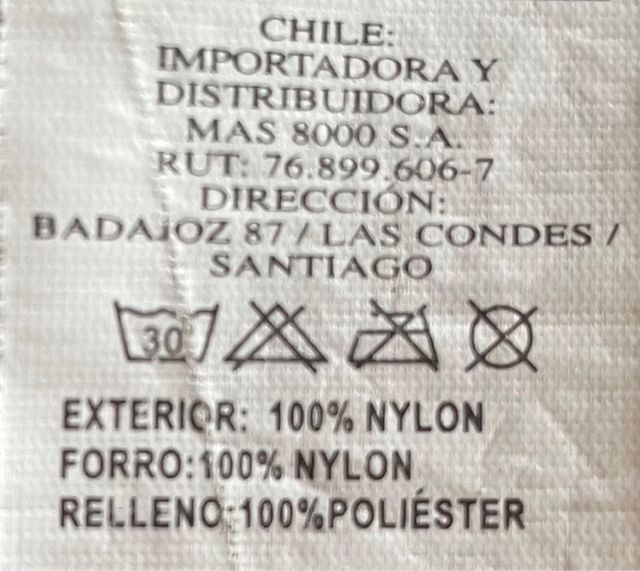 CHILE:
IMPORTADORA Y
DISTRIBUIDORA:
MAS 8000 S.A.
RUT: 76.899.606-7
DIRECCIÓN:
BADAJOZ 87 / LAS CONDES /
SANTIAGO
30
EXTERIOR: 100% NYLON
FORRO:100% NYLON
RELLENO:100%POLIÉSTER